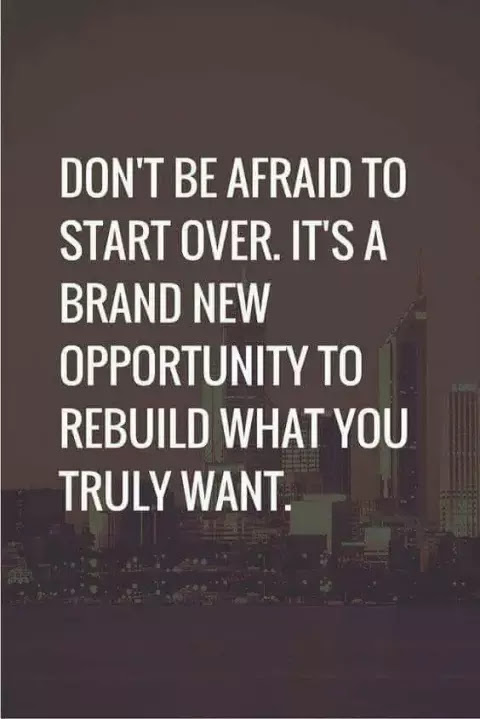 DON'T BE AFRAID TO
START OVER. IT'S A
BRAND NEW
OPPORTUNITY TO
REBUILD WHAT YOU
TRULY WANT.